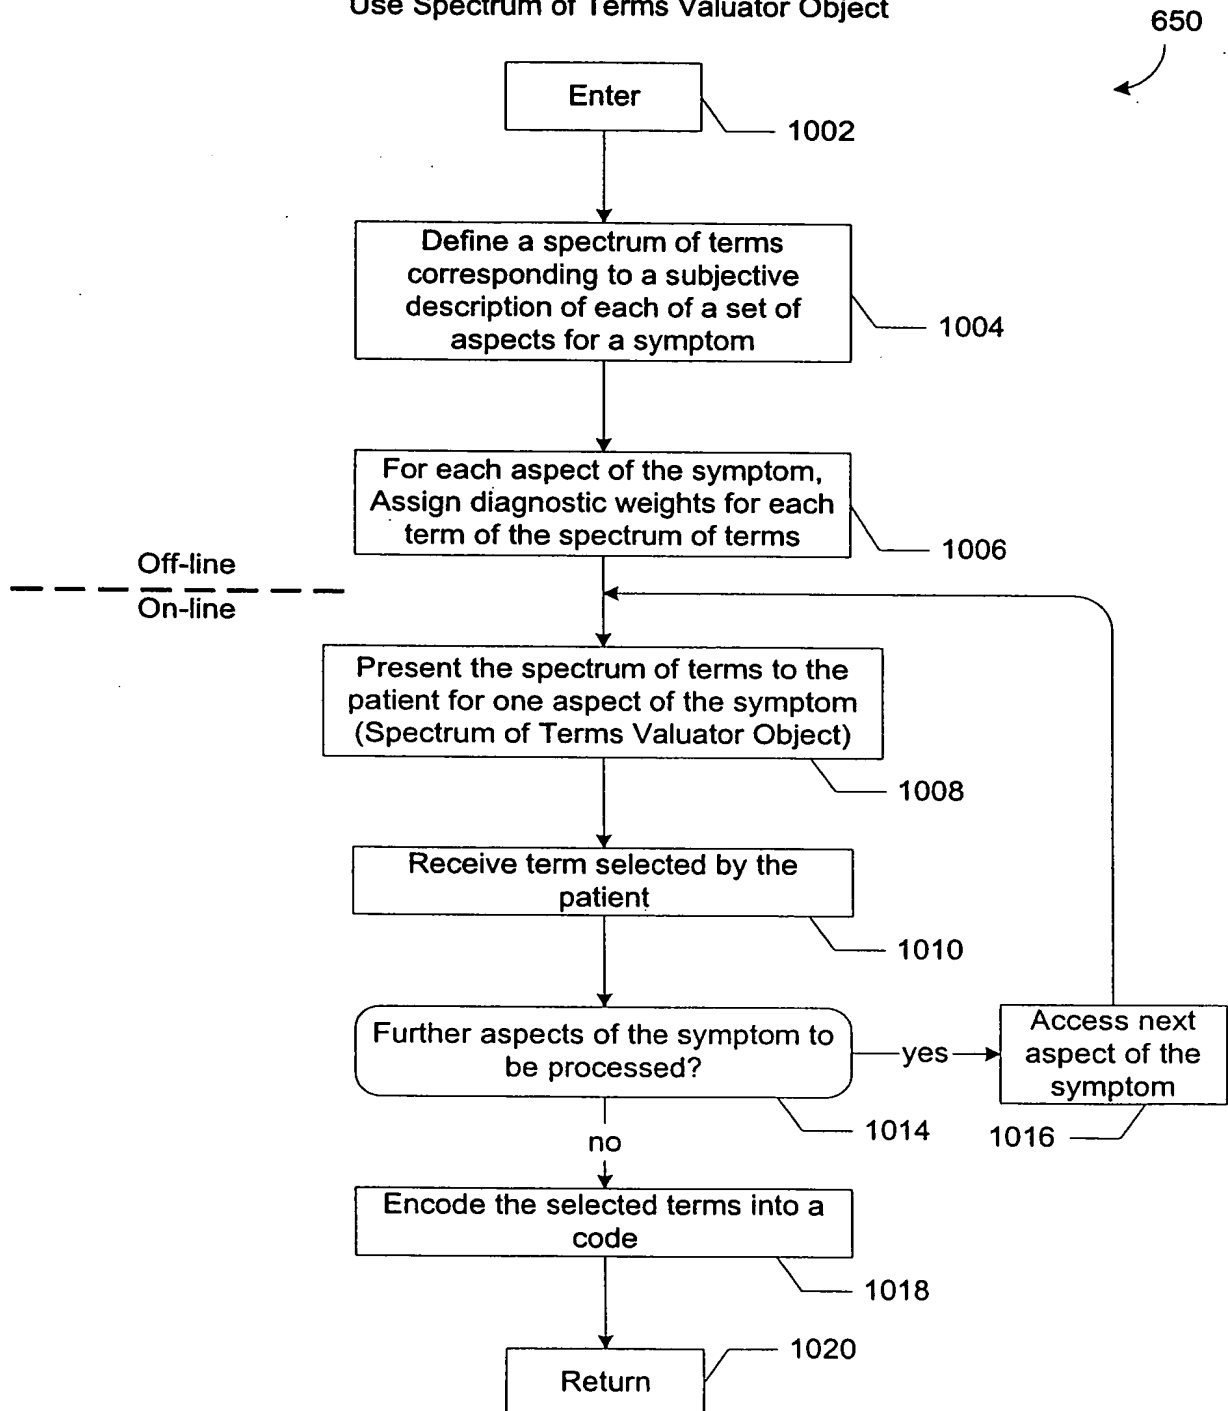 Use Spectrum of Terms Valuator Object
650
Enter
1002
Define a spectrum of terms
corresponding to a subjective
description of each of a set of
aspects for a symptom
1004
For each aspect of the symptom,
Assign diagnostic weights for each
term of the spectrum of terms
1006
Off-line
On-line
Present the spectrum of terms to the
patient for one aspect of the symptom
(Spectrum of Terms Valuator Object)
1008
Receive term selected by the
patient
1010
Further aspects of the symptom to
be processed?
yes
Access next
aspect of the
symptom
1014
1016
no
Encode the selected terms into a
code
1018
1020
Return